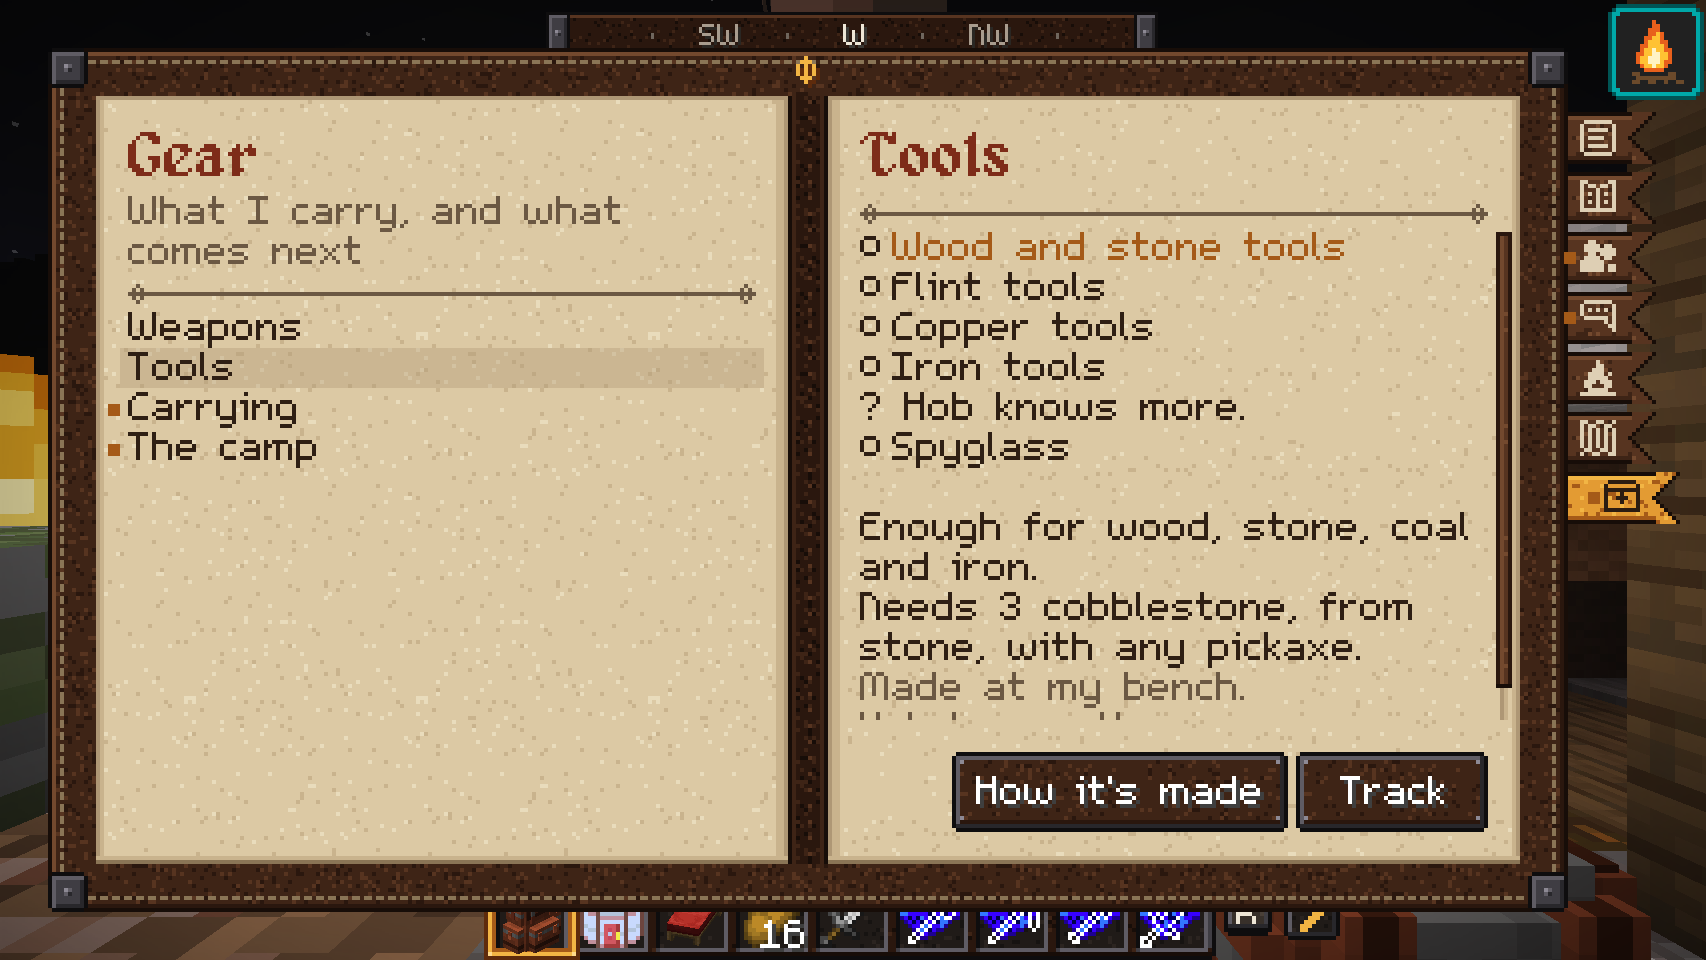 SW · W · NW
Gear
What I carry, and what
comes next
Weapons
Tools
Carrying
The camp
Tools
Wood and stone tools
Flint tools
Copper tools
Iron tools
? Hob knows more.
Spyglass
Enough for wood, stone, coal
and iron.
Needs 3 cobblestone, from
stone, with any pickaxe.
Made at my bench.
How it's made
Track
16